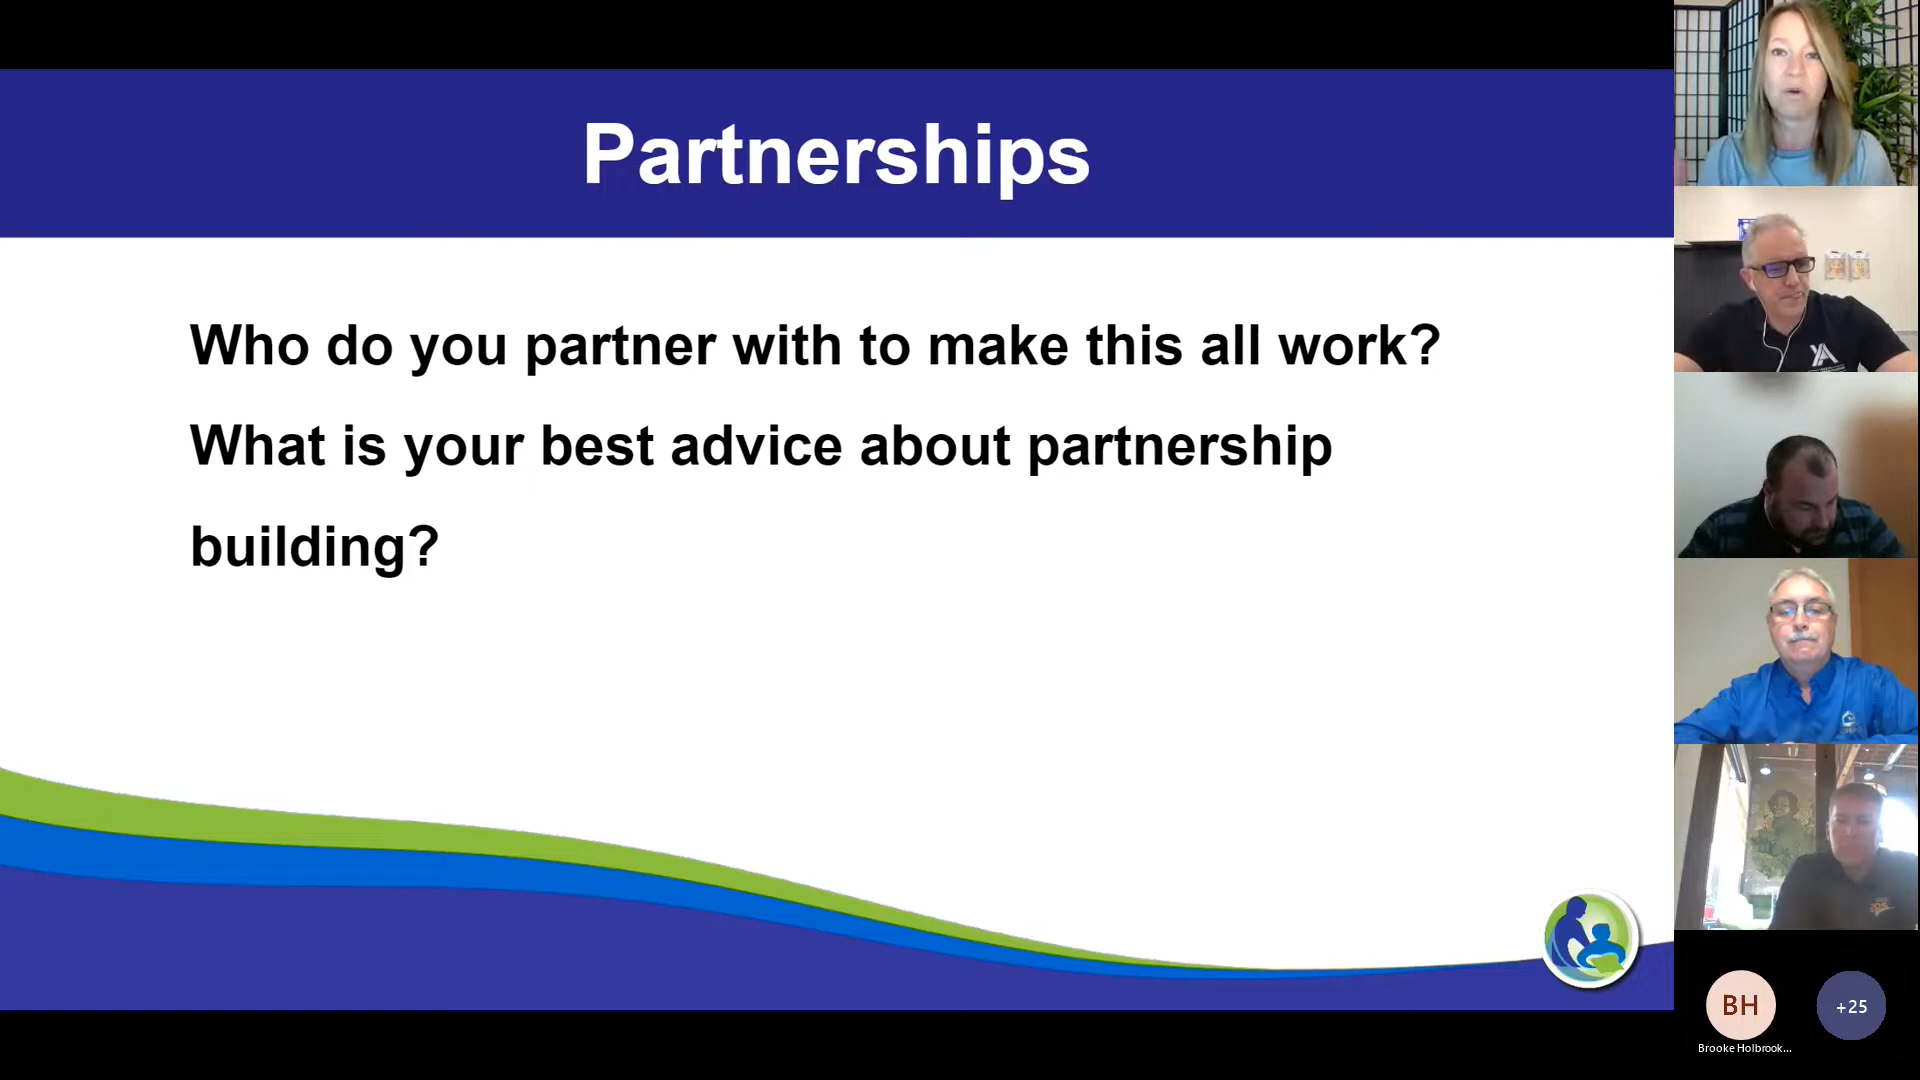 Partnerships
Who do you partner with to make this all work?
What is your best advice about partnership
building?
BH
+25
Brooke Holbrook...